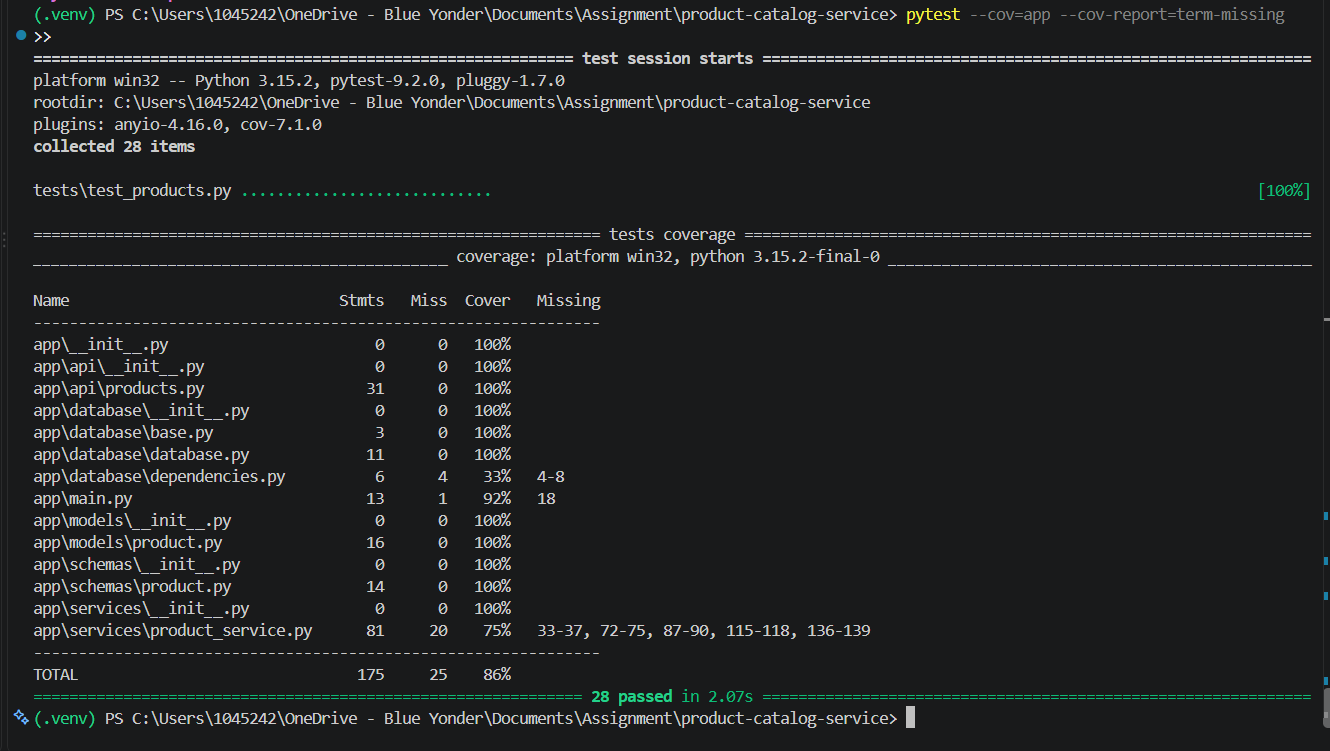 (.venv) PS C:\Users\1045242\OneDrive - Blue Yonder\Documents\Assignment\product-catalog-service> pytest --cov=app --cov-report=term-missing
>>
============================================================ test session starts =============================================================
platform win32 -- Python 3.15.2, pytest-9.2.0, pluggy-1.7.0
rootdir: C:\Users\1045242\OneDrive - Blue Yonder\Documents\Assignment\product-catalog-service
plugins: anyio-4.16.0, cov-7.1.0
collected 28 items
tests\test_products.py ............................ [100%]
=============================================================== tests coverage ===============================================================
______________________________________________ coverage: platform win32, python 3.15.2-final-0 _______________________________________________
Name                              Stmts   Miss  Cover   Missing
---------------------------------------------------------------
app\__init__.py                       0      0   100%
app\api\__init__.py                   0      0   100%
app\api\products.py                  31      0   100%
app\database\__init__.py              0      0   100%
app\database\base.py                  3      0   100%
app\database\database.py             11      0   100%
app\database\dependencies.py          6      4    33%   4-8
app\main.py                          13      1    92%   18
app\models\__init__.py                0      0   100%
app\models\product.py                16      0   100%
app\schemas\__init__.py               0      0   100%
app\schemas\product.py               14      0   100%
app\services\__init__.py              0      0   100%
app\services\product_service.py      81     20    75%   33-37, 72-75, 87-90, 115-118, 136-139
---------------------------------------------------------------
TOTAL                               175     25    86%
============================================================= 28 passed in 2.07s =============================================================
(.venv) PS C:\Users\1045242\OneDrive - Blue Yonder\Documents\Assignment\product-catalog-service>